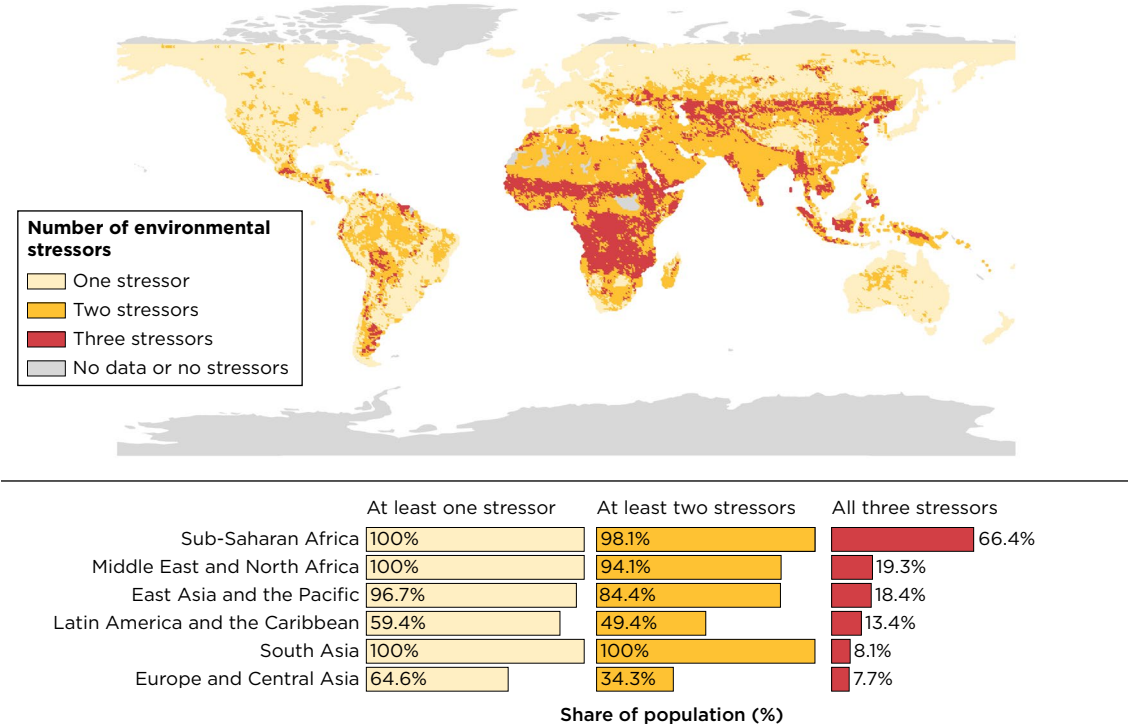 Number of environmental
stressors
One stressor
Two stressors
Three stressors
No data or no stressors
At least one stressor At least two stressors All three stressors
Sub-Saharan Africa 100% 98.1% 66.4%
Middle East and North Africa 100% 94.1% 19.3%
East Asia and the Pacific 96.7% 84.4% 18.4%
Latin America and the Caribbean 59.4% 49.4% 13.4%
South Asia 100% 100% 8.1%
Europe and Central Asia 64.6% 34.3% 7.7%
Share of population (%)